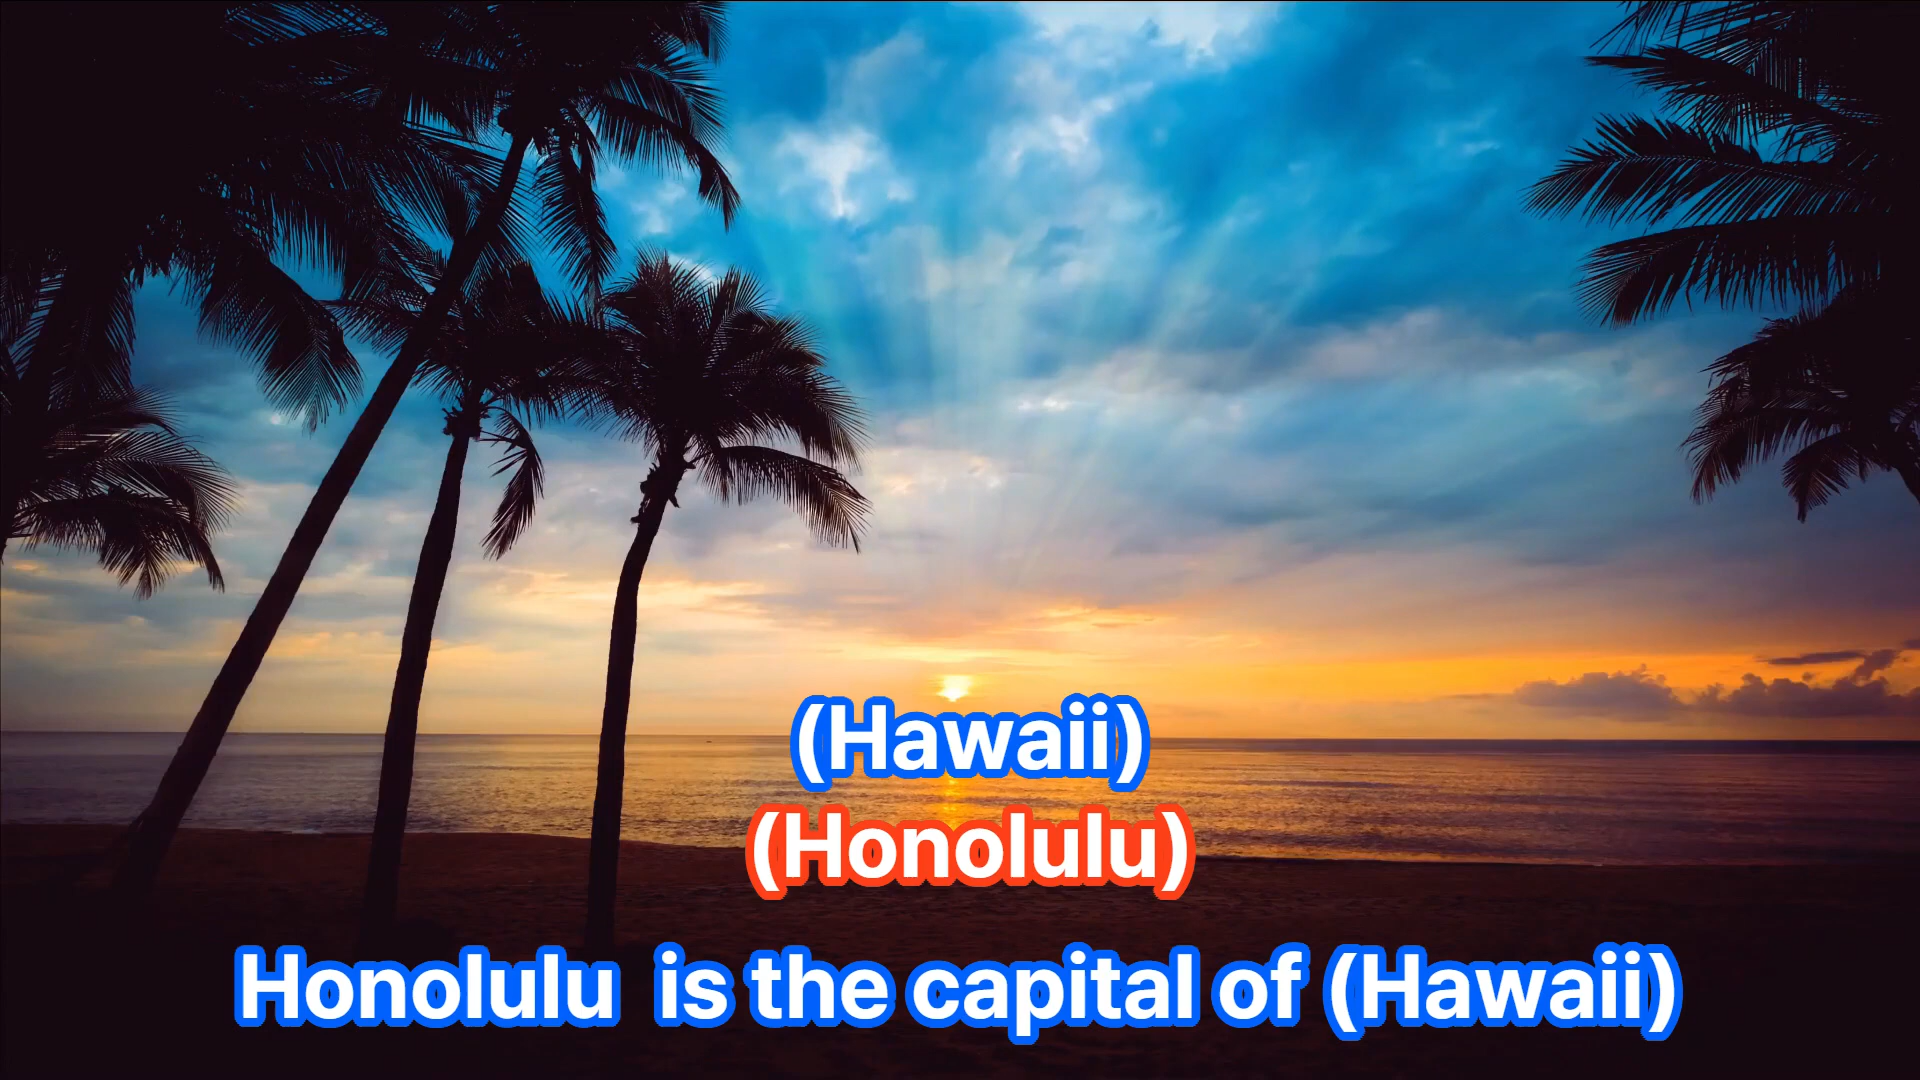 (Hawaii)
(Honolulu)
Honolulu is the capital of (Hawaii)